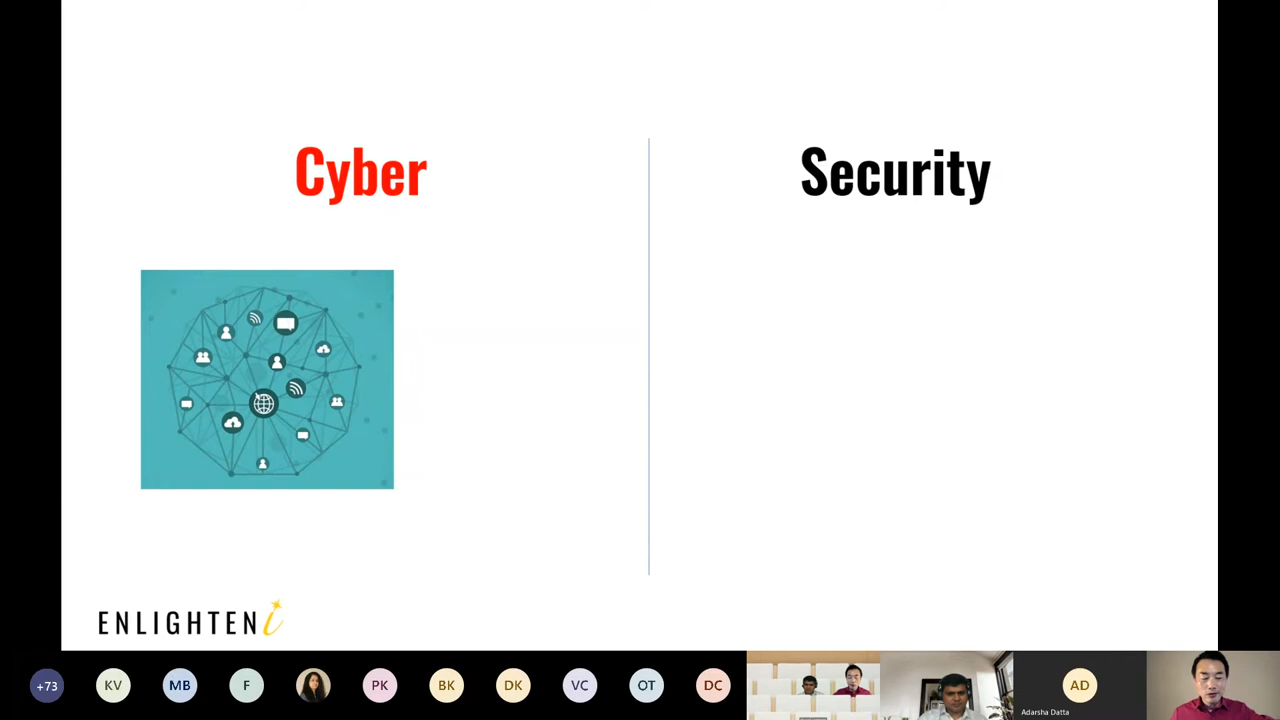 Cyber
Security
ENLIGHTENi
+73
KV
MB
F
PK
BK
DK
VC
OT
DC
AD
Adarsha Datta